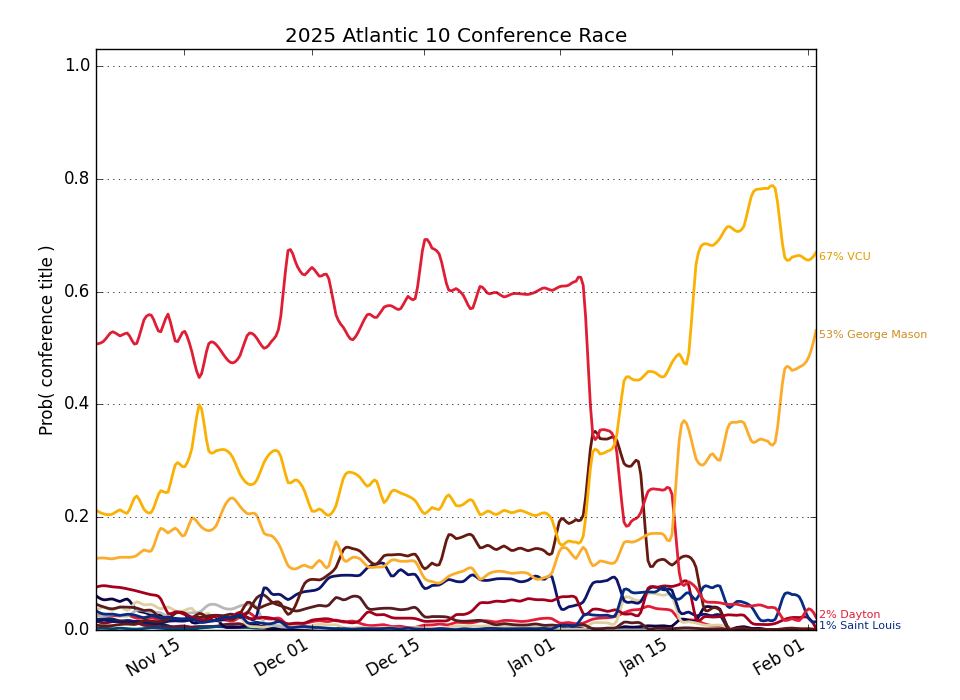 2025 Atlantic 10 Conference Race
Prob( conference title )
1.0
0.8
0.6
0.4
0.2
0.0
67% VCU
53% George Mason
2% Dayton
1% Saint Louis
Nov 15
Dec 01
Dec 15
Jan 01
Jan 15
Feb 01